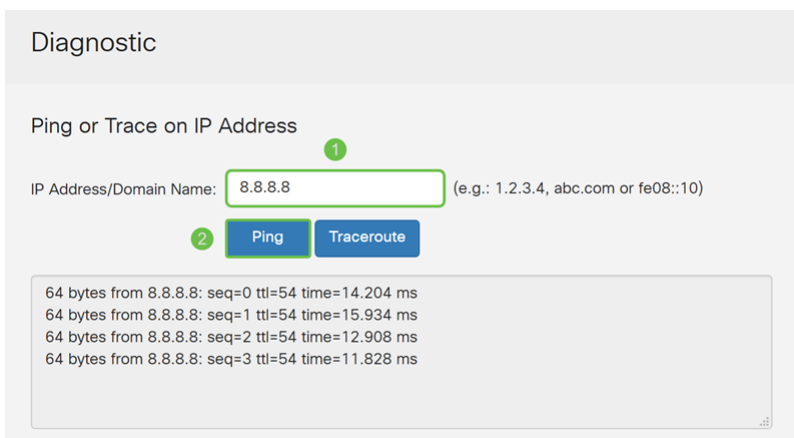 Diagnostic
Ping or Trace on IP Address
1
IP Address/Domain Name: 8.8.8.8 (e.g.: 1.2.3.4, abc.com or fe08::10)
2 Ping Traceroute
64 bytes from 8.8.8.8: seq=0 ttl=54 time=14.204 ms
64 bytes from 8.8.8.8: seq=1 ttl=54 time=15.934 ms
64 bytes from 8.8.8.8: seq=2 ttl=54 time=12.908 ms
64 bytes from 8.8.8.8: seq=3 ttl=54 time=11.828 ms